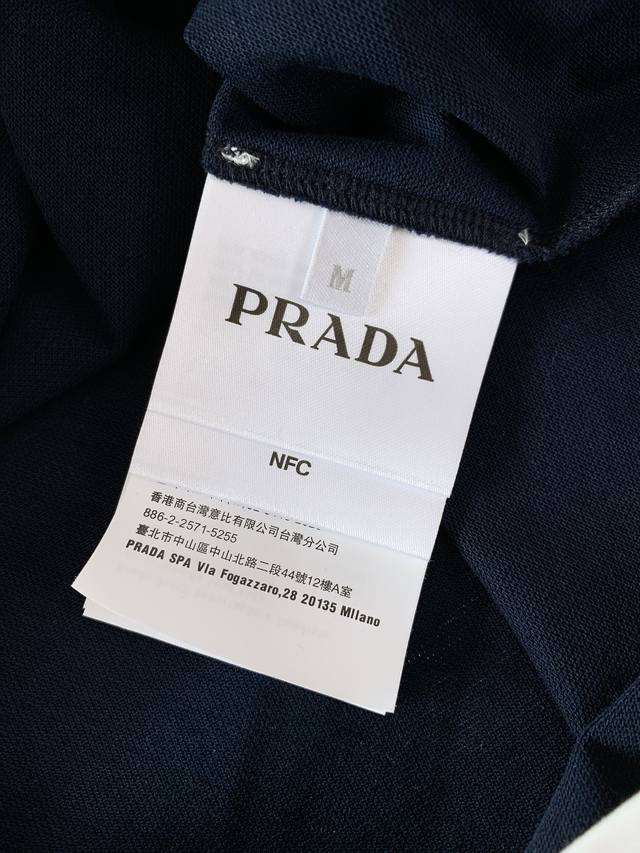 M
PRADA
NFC
香港商台灣意比有限公司台灣分公司
886-2-2571-5255
臺北市中山區中山北路二段44號12樓A室
PRADA SPA VIa Fogazzaro,28 20135 MIlano